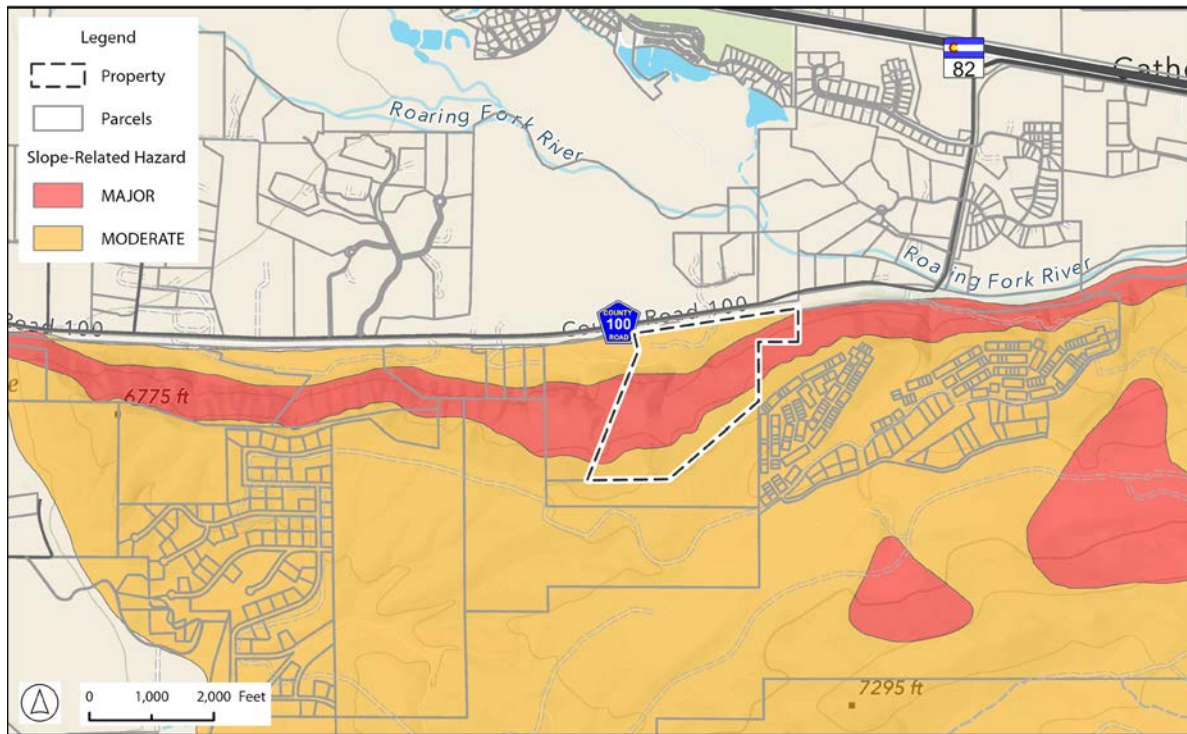 Legend
Property
Parcels
Slope-Related Hazard
MAJOR
MODERATE
82
Roaring Fork
River
Roaring Fork River
Road 100
COUNTY
100
ROAD
Road 100
6775 ft
7295 ft
0 1,000 2,000 Feet